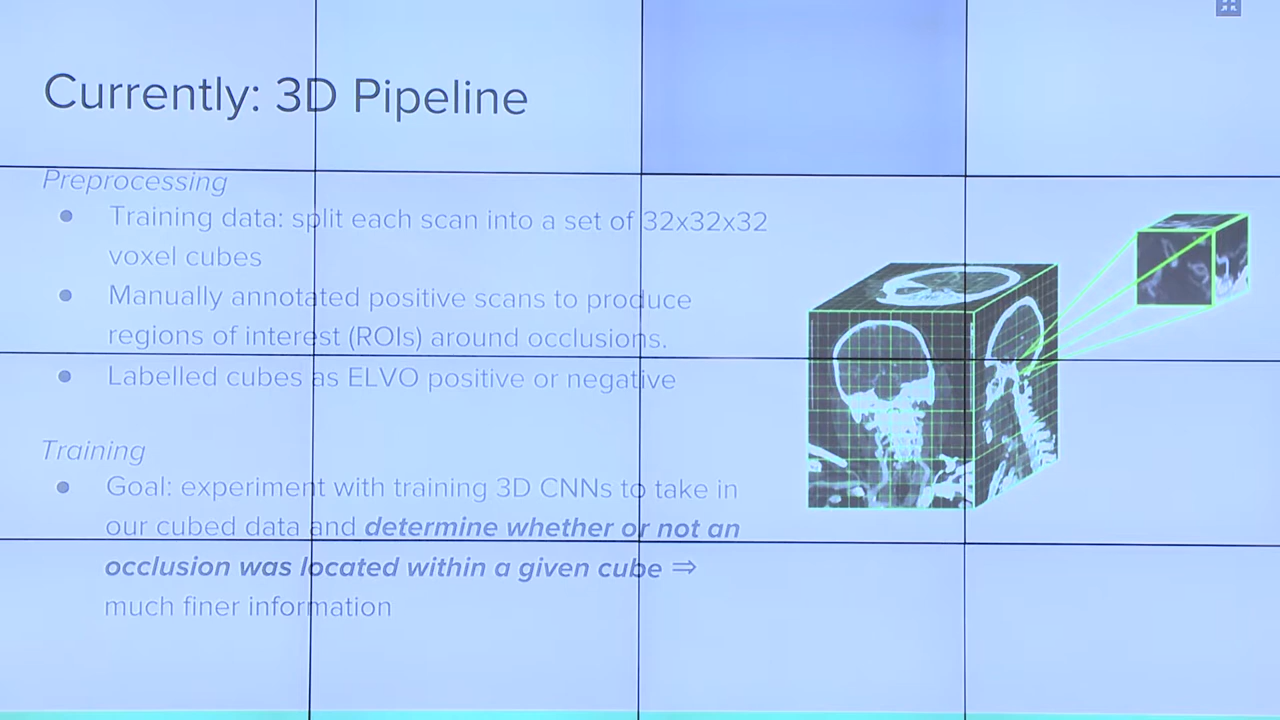 Currently: 3D Pipeline
Preprocessing
● Training data: split each scan into a set of 32x32x32
voxel cubes
● Manually annotated positive scans to produce
regions of interest (ROIs) around occlusions.
● Labelled cubes as ELVO positive or negative
Training
● Goal: experiment with training 3D CNNs to take in
our cubed data and determine whether or not an
occlusion was located within a given cube ⇒
much finer information